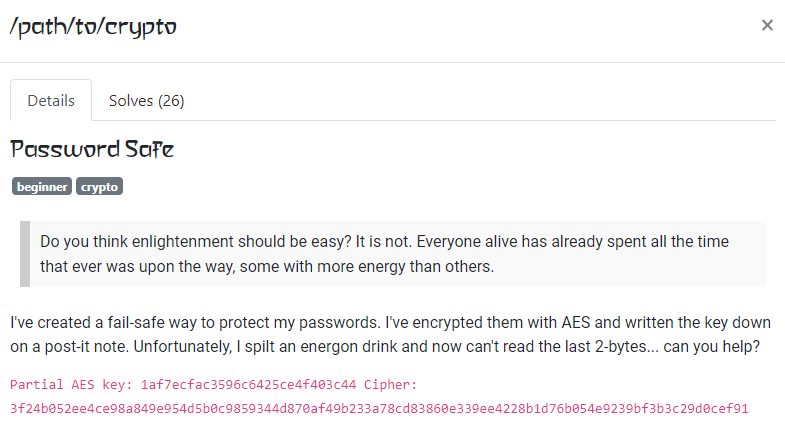 /path/to/crypto
×
Details
Solves (26)
Password Safe
beginner crypto
Do you think enlightenment should be easy? It is not. Everyone alive has already spent all the time
that ever was upon the way, some with more energy than others.
I've created a fail-safe way to protect my passwords. I've encrypted them with AES and written the key down
on a post-it note. Unfortunately, I spilt an energon drink and now can't read the last 2-bytes... can you help?
Partial AES key: 1af7ecfac3596c6425ce4f403c44 Cipher:
3f24b052ee4ce98a849e954d5b0c9859344d870af49b233a78cd83860e339ee4228b1d76b054e9239bf3b3c29d0cef91